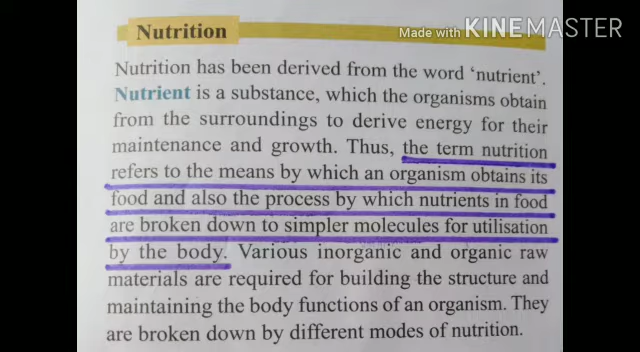 Nutrition
Made with KINEMASTER
Nutrition has been derived from the word ‘nutrient’.
Nutrient is a substance, which the organisms obtain
from the surroundings to derive energy for their
maintenance and growth. Thus, the term nutrition
refers to the means by which an organism obtains its
food and also the process by which nutrients in food
are broken down to simpler molecules for utilisation
by the body. Various inorganic and organic raw
materials are required for building the structure and
maintaining the body functions of an organism. They
are broken down by different modes of nutrition.